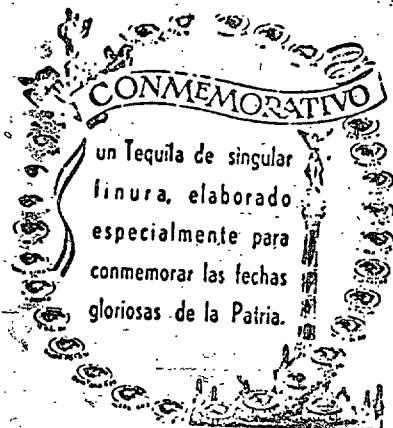 CONMEMORATIVO
un Tequila de singular
finura, elaborado
especialmente para
conmemorar las fechas
gloriosas de la Patria.